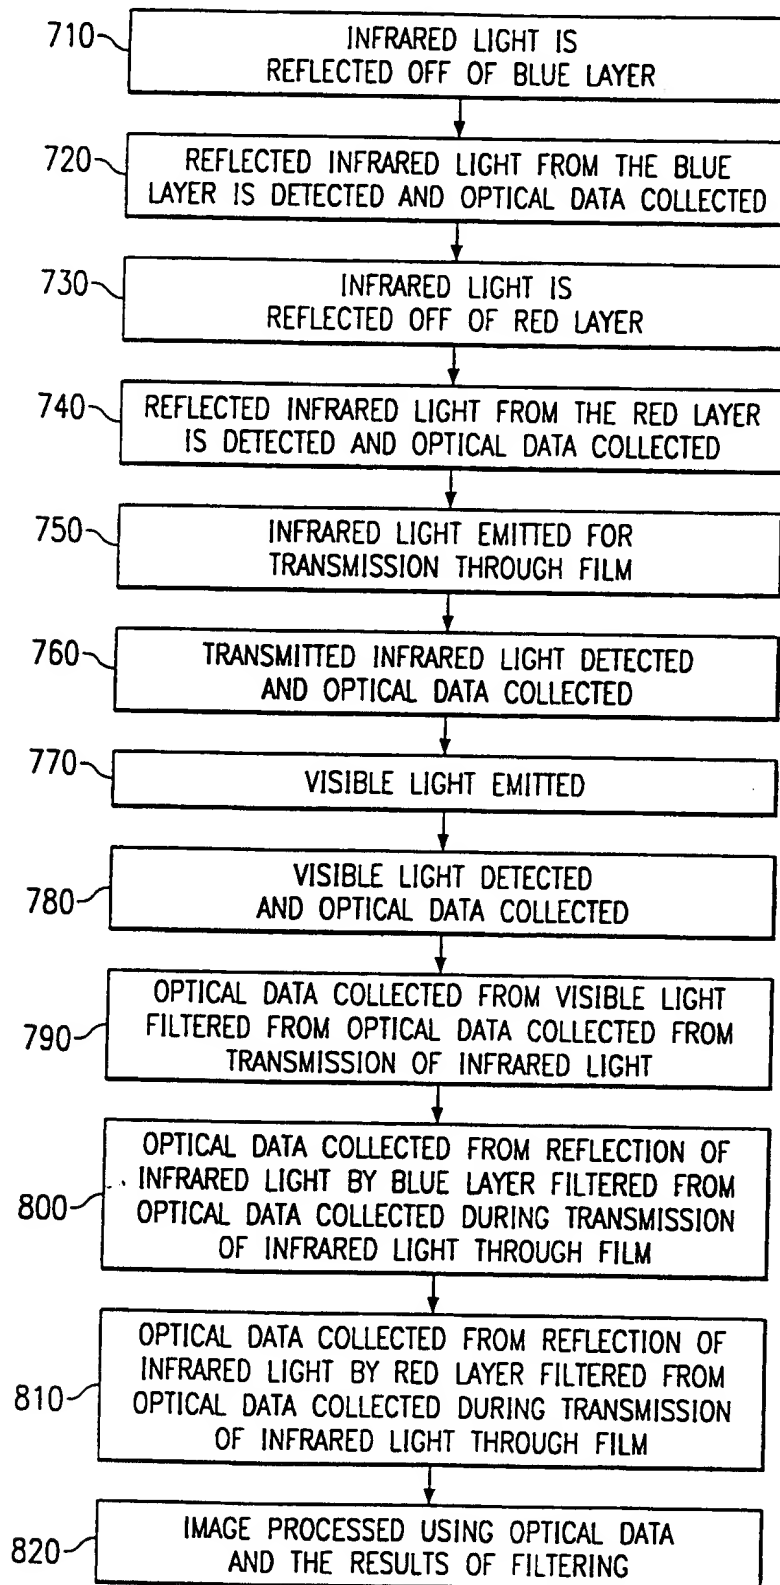 710
INFRARED LIGHT IS
REFLECTED OFF OF BLUE LAYER
720
REFLECTED INFRARED LIGHT FROM THE BLUE
LAYER IS DETECTED AND OPTICAL DATA COLLECTED
730
INFRARED LIGHT IS
REFLECTED OFF OF RED LAYER
740
REFLECTED INFRARED LIGHT FROM THE RED LAYER
IS DETECTED AND OPTICAL DATA COLLECTED
750
INFRARED LIGHT EMITTED FOR
TRANSMISSION THROUGH FILM
760
TRANSMITTED INFRARED LIGHT DETECTED
AND OPTICAL DATA COLLECTED
770
VISIBLE LIGHT EMITTED
780
VISIBLE LIGHT DETECTED
AND OPTICAL DATA COLLECTED
790
OPTICAL DATA COLLECTED FROM VISIBLE LIGHT
FILTERED FROM OPTICAL DATA COLLECTED FROM
TRANSMISSION OF INFRARED LIGHT
800
OPTICAL DATA COLLECTED FROM REFLECTION OF
INFRARED LIGHT BY BLUE LAYER FILTERED FROM
OPTICAL DATA COLLECTED DURING TRANSMISSION
OF INFRARED LIGHT THROUGH FILM
810
OPTICAL DATA COLLECTED FROM REFLECTION OF
INFRARED LIGHT BY RED LAYER FILTERED FROM
OPTICAL DATA COLLECTED DURING TRANSMISSION
OF INFRARED LIGHT THROUGH FILM
820
IMAGE PROCESSED USING OPTICAL DATA
AND THE RESULTS OF FILTERING